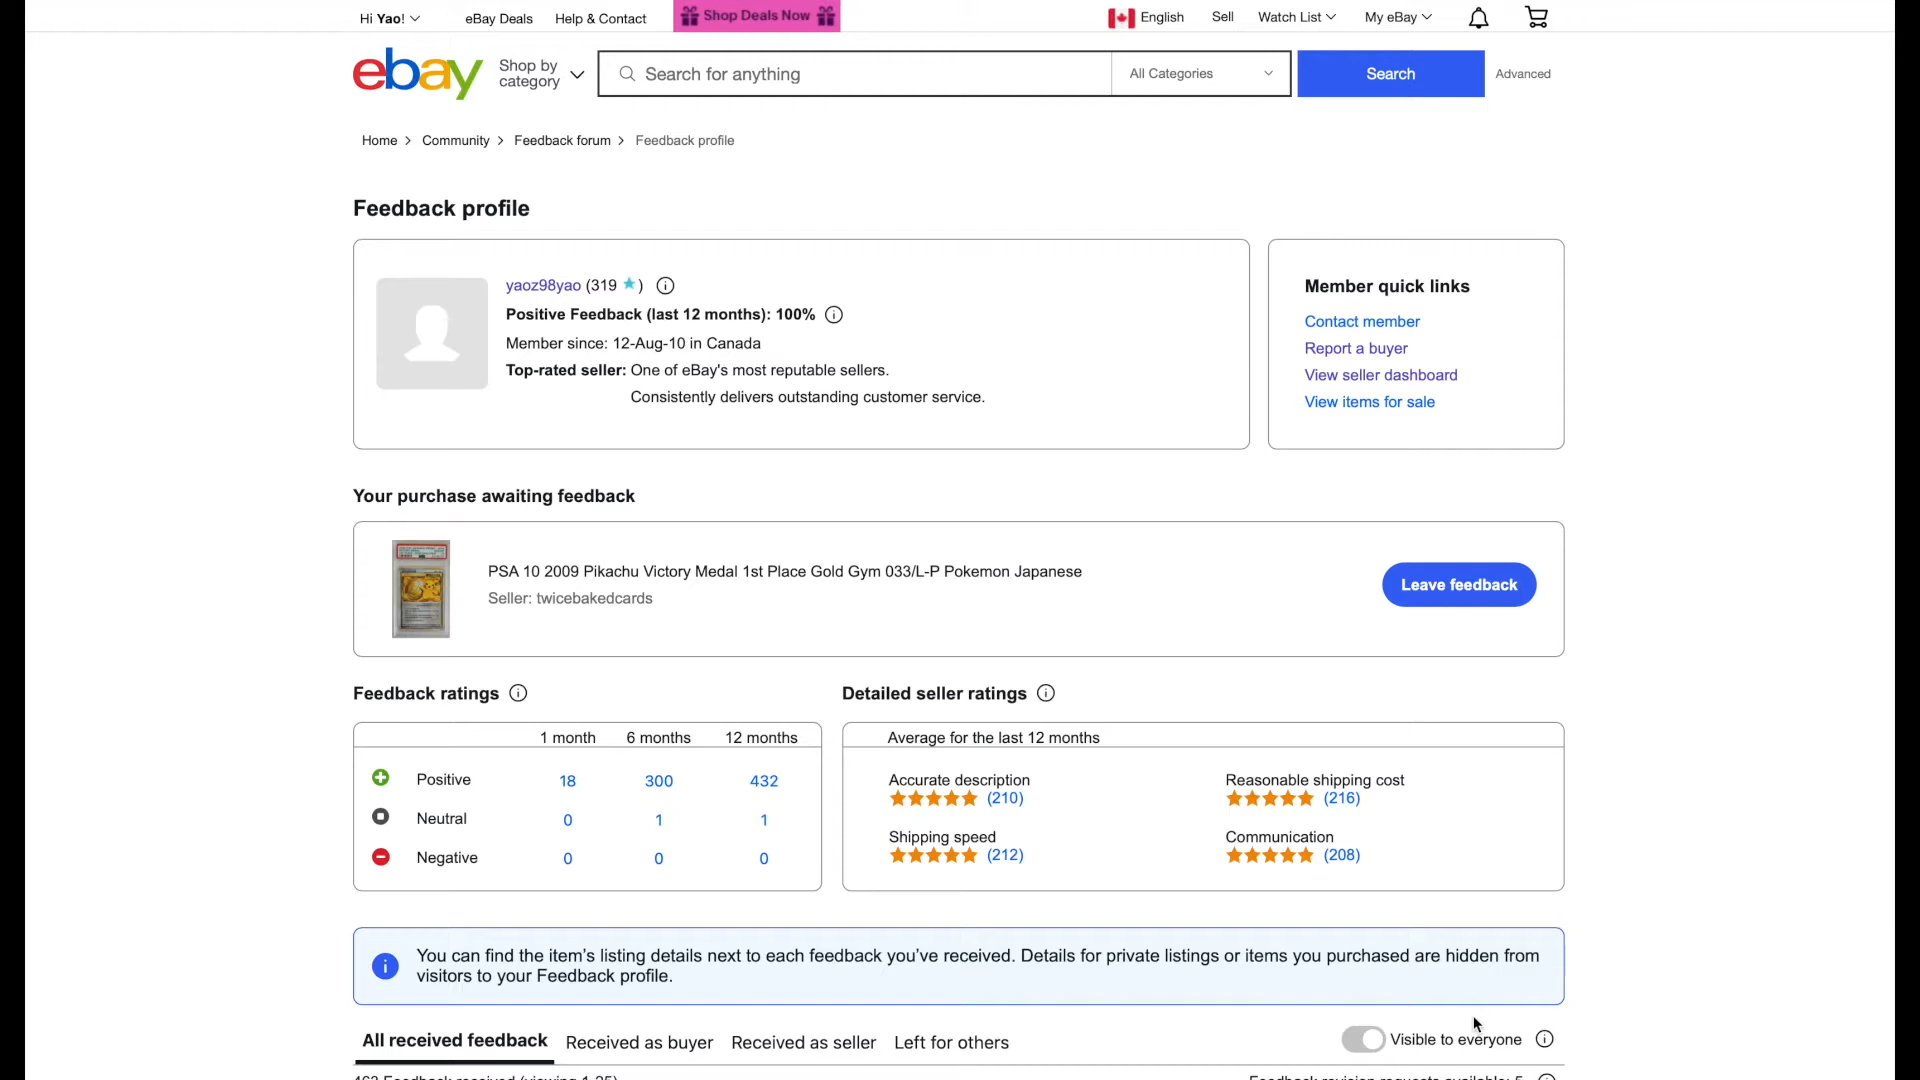 Hi Yao!
eBay Deals
Help & Contact
Shop Deals Now
English
Sell
Watch List
My eBay
ebay
Shop by
category
Search for anything
All Categories
Search
Advanced
Home
Community
Feedback forum
Feedback profile
Feedback profile
yaoz98yao (319 ★)
Positive Feedback (last 12 months): 100%
Member since: 12-Aug-10 in Canada
Top-rated seller: One of eBay's most reputable sellers.
Consistently delivers outstanding customer service.
Member quick links
Contact member
Report a buyer
View seller dashboard
View items for sale
Your purchase awaiting feedback
PSA 10 2009 Pikachu Victory Medal 1st Place Gold Gym 033/L-P Pokemon Japanese
Seller: twicebakedcards
Leave feedback
Feedback ratings
1 month 6 months 12 months
Positive 18 300 432
Neutral 0 1 1
Negative 0 0 0
Detailed seller ratings
Average for the last 12 months
Accurate description
(210)
Reasonable shipping cost
(216)
Shipping speed
(212)
Communication
(208)
You can find the item’s listing details next to each feedback you’ve received. Details for private listings or items you purchased are hidden from
visitors to your Feedback profile.
All received feedback
Received as buyer
Received as seller
Left for others
Visible to everyone